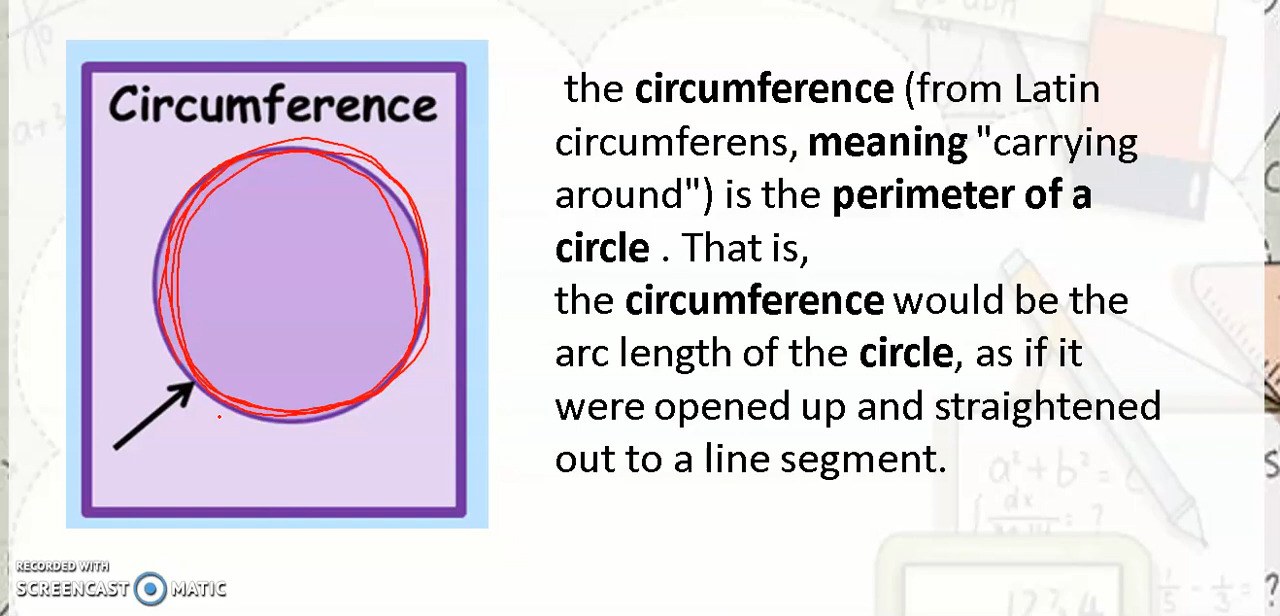 Circumference
the circumference (from Latin
circumferens, meaning "carrying
around") is the perimeter of a
circle . That is,
the circumference would be the
arc length of the circle, as if it
were opened up and straightened
out to a line segment.
a² + b² =
RECORDED WITH
SCREENCAST MATIC